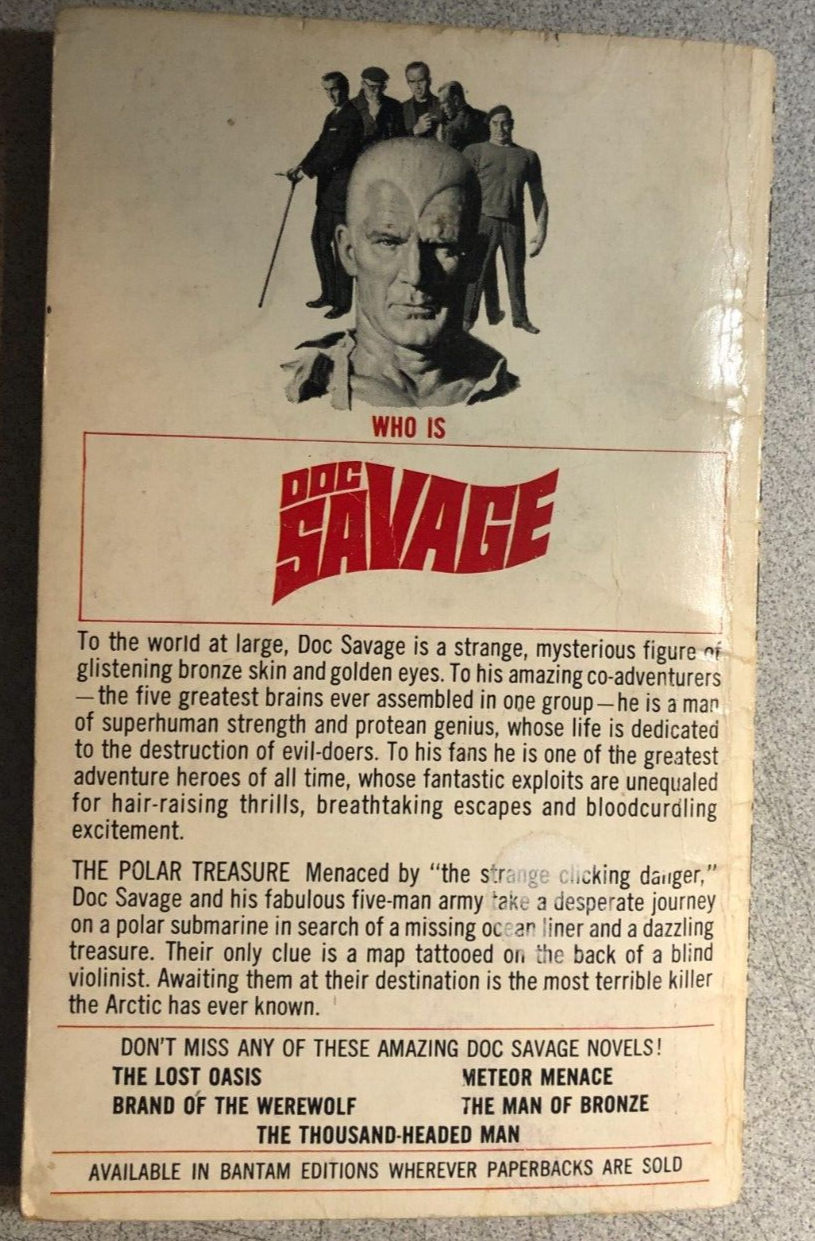 WHO IS
DOC
SAVAGE
To the world at large, Doc Savage is a strange, mysterious figure of
glistening bronze skin and golden eyes. To his amazing co-adventurers
—the five greatest brains ever assembled in one group—he is a man
of superhuman strength and protean genius, whose life is dedicated
to the destruction of evil-doers. To his fans he is one of the greatest
adventure heroes of all time, whose fantastic exploits are unequaled
for hair-raising thrills, breathtaking escapes and bloodcurdling
excitement.
THE POLAR TREASURE Menaced by “the strange clicking danger,”
Doc Savage and his fabulous five-man army take a desperate journey
on a polar submarine in search of a missing ocean liner and a dazzling
treasure. Their only clue is a map tattooed on the back of a blind
violinist. Awaiting them at their destination is the most terrible killer
the Arctic has ever known.
DON'T MISS ANY OF THESE AMAZING DOC SAVAGE NOVELS!
THE LOST OASIS METEOR MENACE
BRAND OF THE WEREWOLF THE MAN OF BRONZE
THE THOUSAND-HEADED MAN
AVAILABLE IN BANTAM EDITIONS WHEREVER PAPERBACKS ARE SOLD